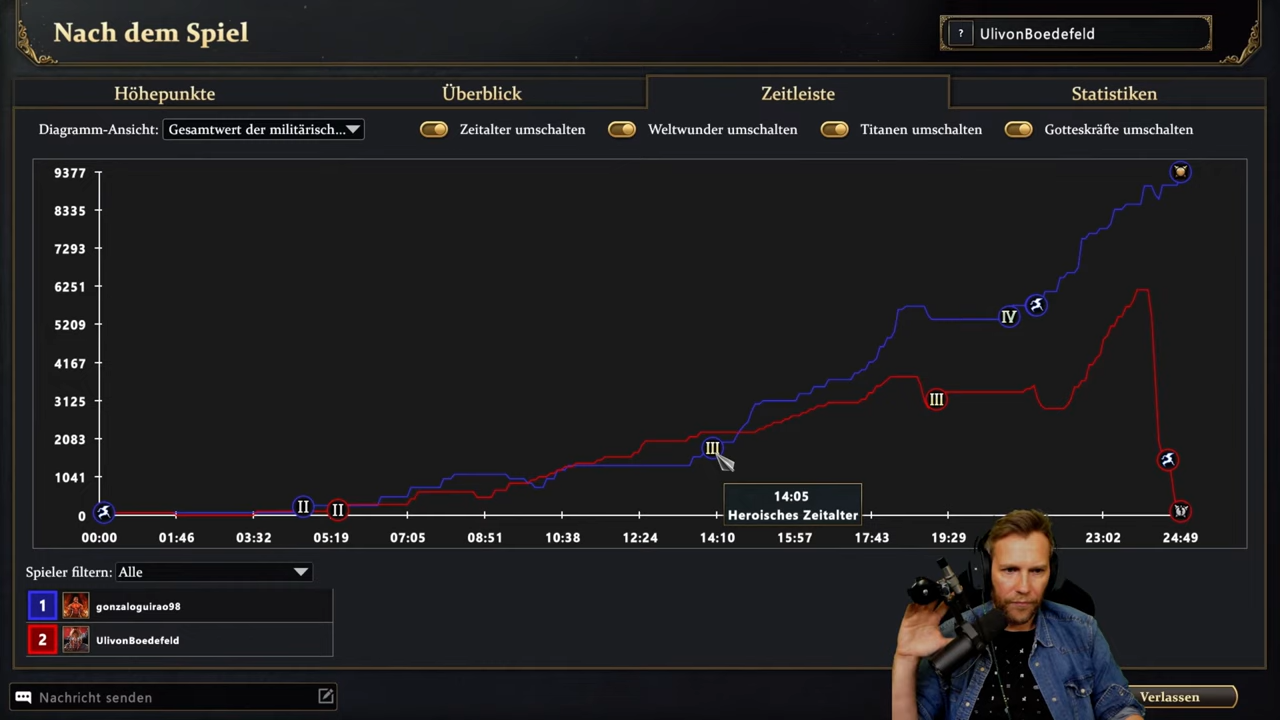 Nach dem Spiel
? UlivonBoedefeld
Höhepunkte Überblick Zeitleiste Statistiken
Diagramm-Ansicht: Gesamtwert der militärisch... Zeitalter umschalten Weltwunder umschalten Titanen umschalten Gotteskräfte umschalten
9377
8335
7293
6251
5209
4167
3125
2083
1041
0
IV
III
III
II II
14:05
Heroisches Zeitalter
00:00 01:46 03:32 05:19 07:05 08:51 10:38 12:24 14:10 15:57 17:43 19:29 23:02 24:49
Spieler filtern: Alle
1 gonzaloguirao98
2 UlivonBoedefeld
Nachricht senden
Verlassen